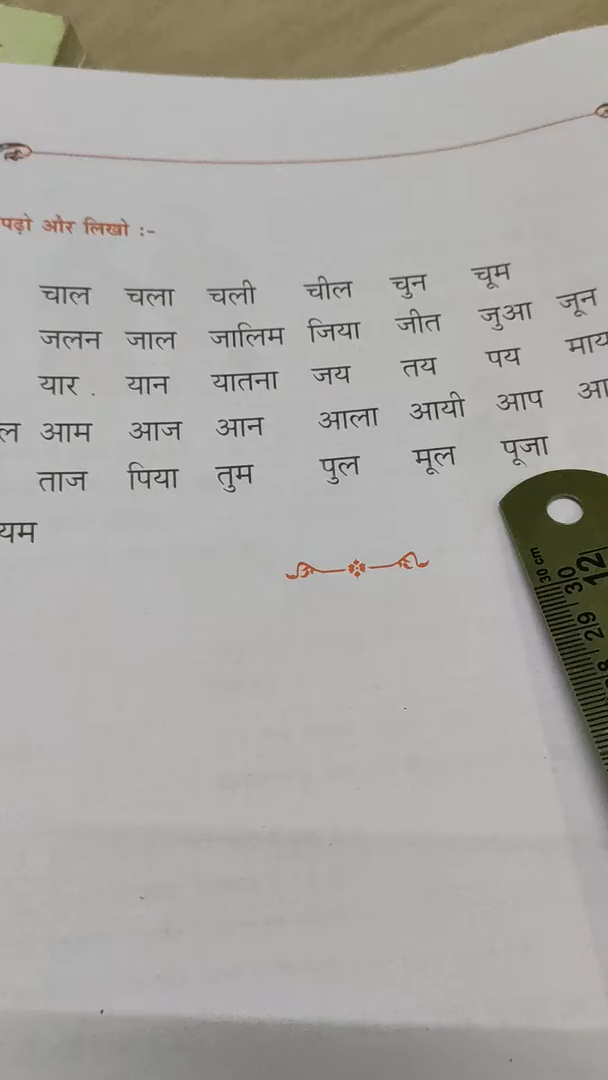 पढ़ो और लिखो :-
चाल चला चली चील चुन चूम
जलन जाल जालिम जिया जीत जुआ जून
यार . यान यातना जय तय पय
आम आज आन आला आयी आप
ताज पिया तुम पुल मूल पूजा
यम
30 cm
30
12
29